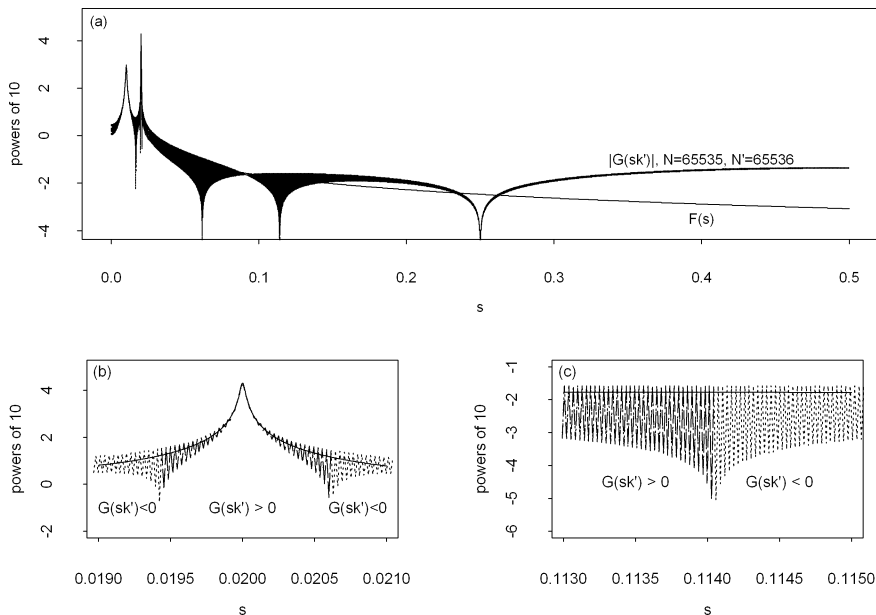 (a)
4
2
0
-2
-4
powers of 10
|G(sk')|, N=65535, N'=65536
F(s)
0.0
0.1
0.2
0.3
0.4
0.5
s
(b)
4
2
0
-2
powers of 10
G(sk')<0
G(sk') > 0
G(sk')<0
0.0190
0.0195
0.0200
0.0205
0.0210
s
(c)
-1
-2
-3
-4
-5
-6
powers of 10
G(sk') > 0
G(sk') < 0
0.1130
0.1135
0.1140
0.1145
0.1150
s